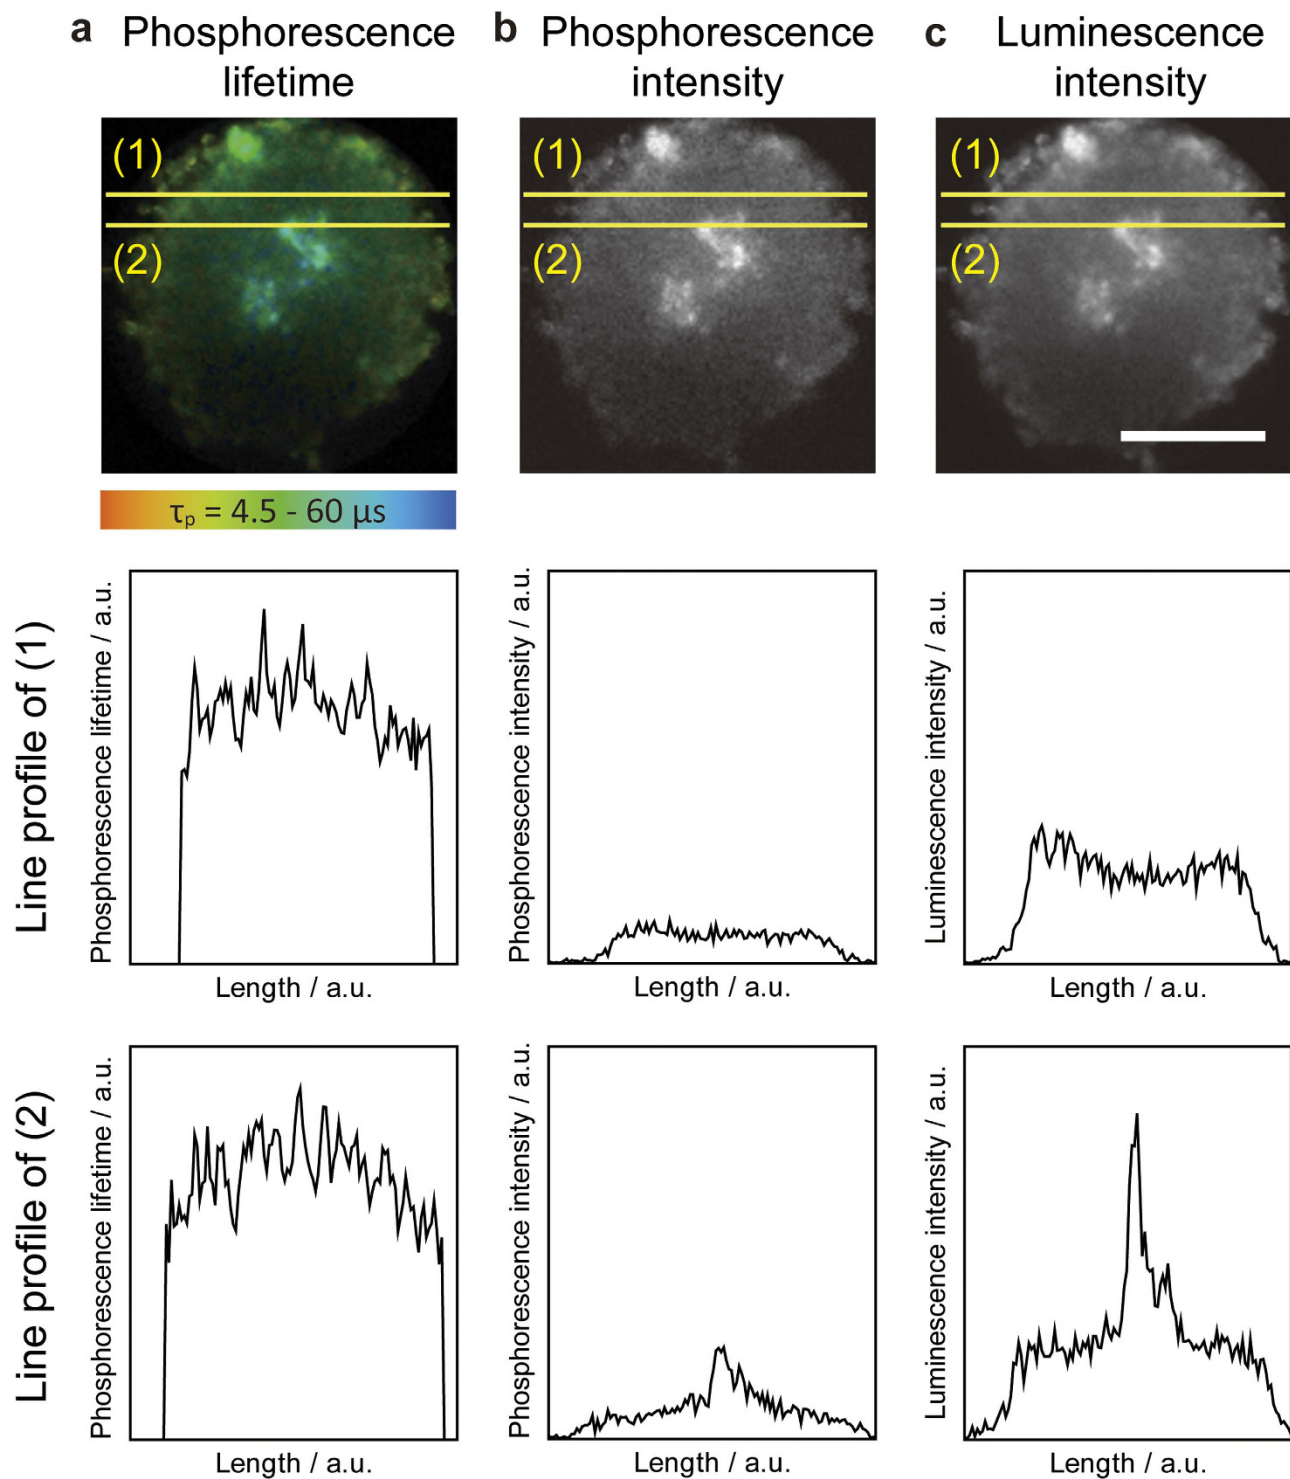 a Phosphorescence
lifetime
b Phosphorescence
intensity
c Luminescence
intensity
(1)
(2)
(1)
(2)
(1)
(2)
τp = 4.5 - 60 μs
Line profile of (1)
Phosphorescence lifetime / a.u.
Length / a.u.
Phosphorescence intensity / a.u.
Length / a.u.
Luminescence intensity / a.u.
Length / a.u.
Line profile of (2)
Phosphorescence lifetime / a.u.
Length / a.u.
Phosphorescence intensity / a.u.
Length / a.u.
Luminescence intensity / a.u.
Length / a.u.